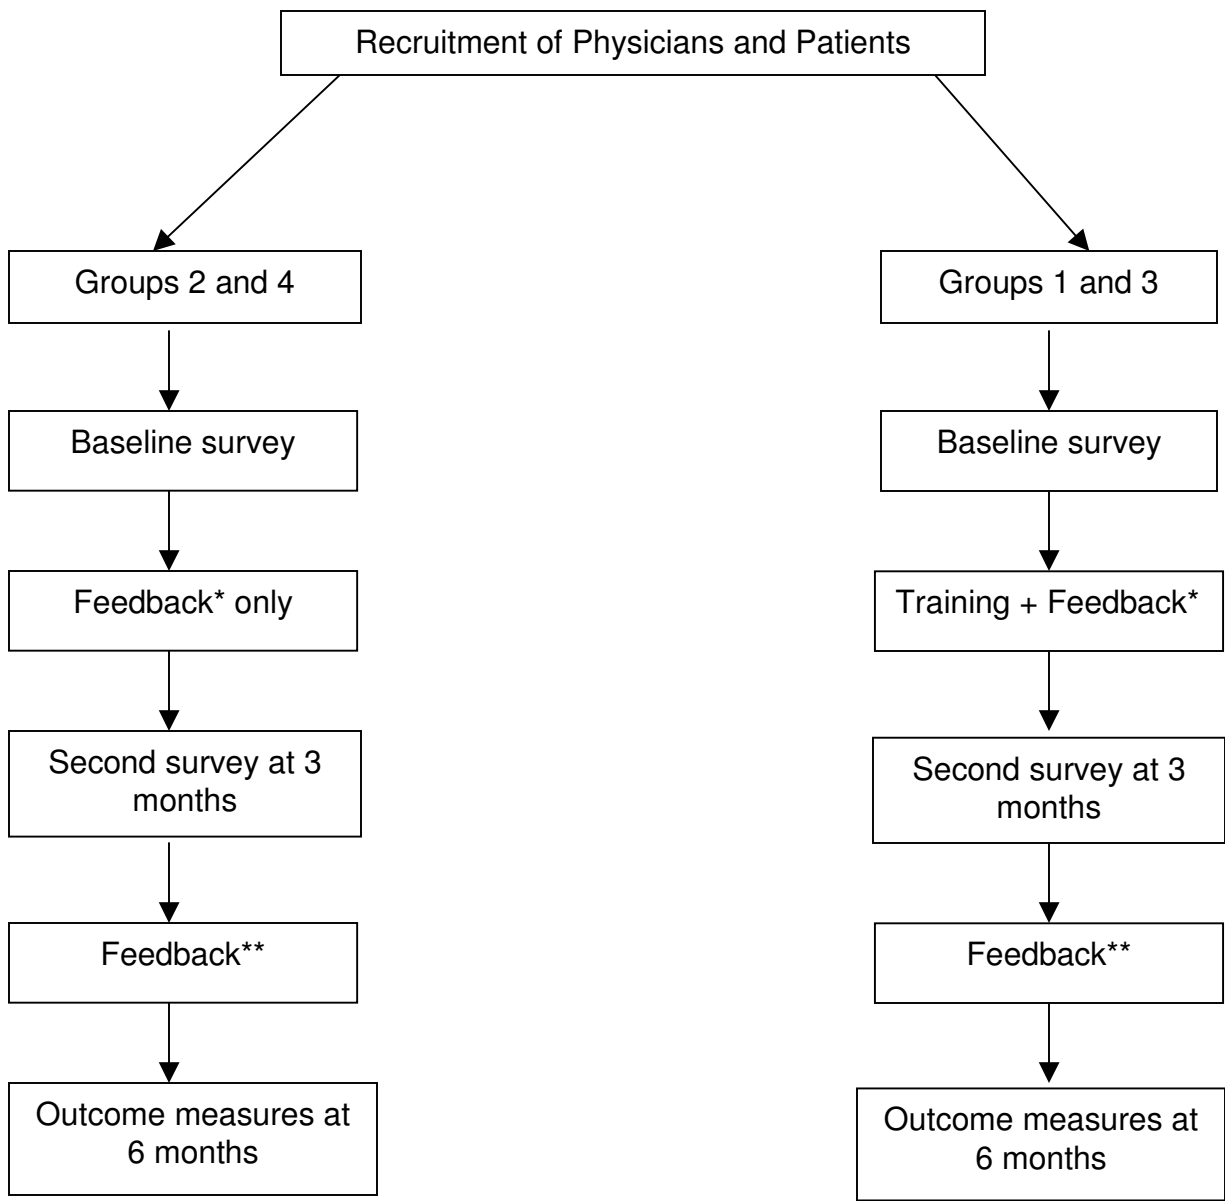 Recruitment of Physicians and Patients
Groups 2 and 4
Groups 1 and 3
Baseline survey
Baseline survey
Feedback* only
Training + Feedback*
Second survey at 3
months
Second survey at 3
months
Feedback**
Feedback**
Outcome measures at
6 months
Outcome measures at
6 months